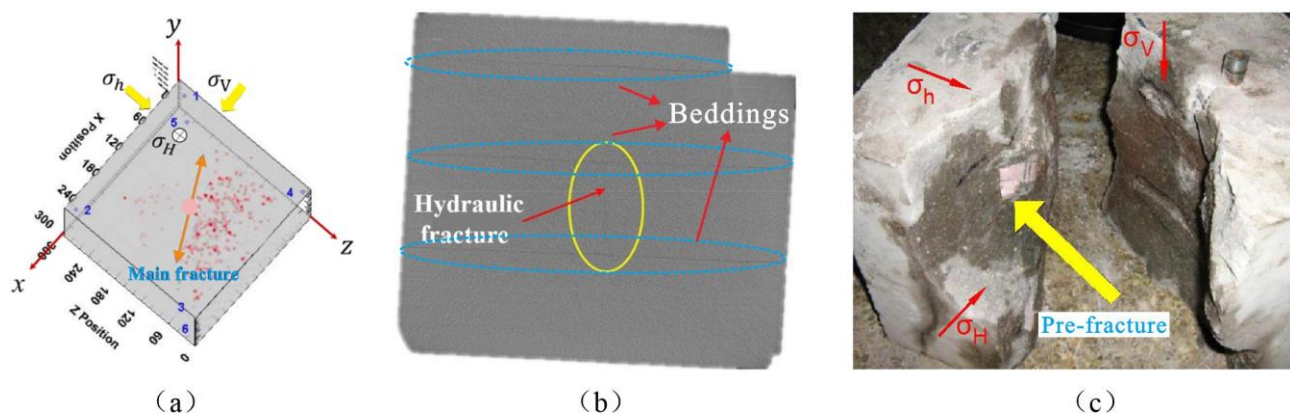 y
σh
σV
1
60
X Position
120
5
σH
180
240
2
4
300
300
Main fracture
z
x
240
180
Z Position
120
3
6
60
0
(a)
Beddings
Hydraulic
fracture
(b)
σh
σV
σH
Pre-fracture
(c)